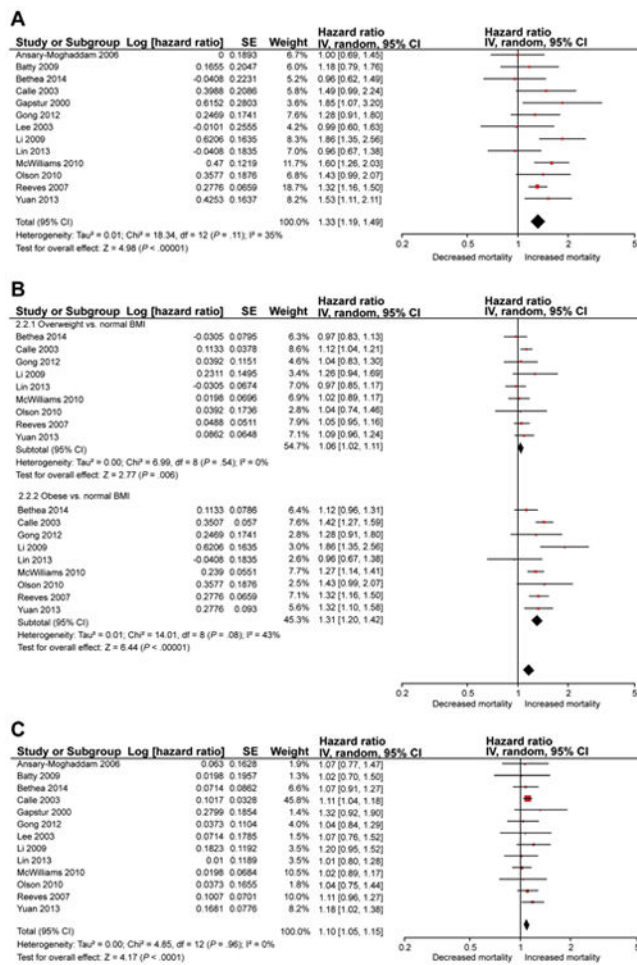 A
Hazard ratio Hazard ratio
Study or Subgroup Log [hazard ratio] SE Weight IV, random, 95% CI IV, random, 95% CI
Ansary-Moghaddam 2006 0 0.1893 6.7% 1.00 [0.69, 1.45]
Batty 2009 0.1655 0.2047 6.0% 1.18 [0.79, 1.76]
Bethea 2014 -0.0408 0.2231 5.2% 0.96 [0.62, 1.49]
Calle 2003 0.3988 0.2086 5.8% 1.49 [0.99, 2.24]
Gapstur 2000 0.6152 0.2803 3.5% 1.85 [1.07, 3.20]
Gong 2012 0.2469 0.1741 7.6% 1.28 [0.91, 1.80]
Lee 2003 -0.0101 0.2555 4.2% 0.99 [0.60, 1.63]
Li 2009 0.6206 0.1635 8.3% 1.86 [1.35, 2.56]
Lin 2013 -0.0408 0.1835 7.0% 0.96 [0.67, 1.38]
McWilliams 2010 0.47 0.1219 11.7% 1.60 [1.26, 2.03]
Olson 2010 0.3577 0.1876 6.8% 1.43 [0.99, 2.07]
Reeves 2007 0.2776 0.0659 18.7% 1.32 [1.16, 1.50]
Yuan 2013 0.4253 0.1637 8.2% 1.53 [1.11, 2.11]
Total (95% CI) 100.0% 1.33 [1.19, 1.49]
Heterogeneity: Tau² = 0.01; Chi² = 18.34, df = 12 (P = .11); I² = 35%
Test for overall effect: Z = 4.98 (P < .00001)
0.2 1 2 5
Decreased mortality Increased mortality
B
Hazard ratio Hazard ratio
Study or Subgroup Log [hazard ratio] SE Weight IV, random, 95% CI IV, random, 95% CI
2.2.1 Overweight vs. normal BMI
Bethea 2014 -0.0305 0.0795 6.3% 0.97 [0.83, 1.13]
Calle 2003 0.1133 0.0378 8.6% 1.12 [1.04, 1.21]
Gong 2012 0.0392 0.1151 4.4% 1.04 [0.83, 1.30]
Li 2009 0.2311 0.1495 3.3% 1.26 [0.94, 1.69]
Lin 2013 -0.0305 0.0674 7.0% 0.97 [0.85, 1.17]
McWilliams 2010 0.0198 0.0696 6.9% 1.02 [0.89, 1.17]
Olson 2010 0.0392 0.1736 2.8% 1.04 [0.74, 1.46]
Reeves 2007 0.0488 0.0511 7.9% 1.05 [0.95, 1.16]
Yuan 2013 0.0862 0.0648 7.1% 1.09 [0.96, 1.24]
Subtotal (95% CI) 54.7% 1.06 [1.02, 1.11]
Heterogeneity: Tau² = 0.00; Chi² = 6.99, df = 8 (P = .54); I² = 0%
Test for overall effect: Z = 2.77 (P = .006)
2.2.2 Obese vs. normal BMI
Bethea 2014 0.1133 0.0786 6.4% 1.12 [0.96, 1.31]
Calle 2003 0.3507 0.057 7.6% 1.42 [1.27, 1.59]
Gong 2012 0.2469 0.1741 2.8% 1.28 [0.91, 1.80]
Li 2009 0.6206 0.1635 3.0% 1.86 [1.35, 2.56]
Lin 2013 -0.0408 0.1835 2.6% 0.96 [0.67, 1.38]
McWilliams 2010 0.239 0.0551 7.7% 1.27 [1.14, 1.41]
Olson 2010 0.3577 0.1876 2.5% 1.43 [0.99, 2.07]
Reeves 2007 0.2776 0.0659 7.1% 1.32 [1.16, 1.50]
Yuan 2013 0.2776 0.093 5.6% 1.32 [1.10, 1.58]
Subtotal (95% CI) 45.3% 1.31 [1.20, 1.42]
Heterogeneity: Tau² = 0.01; Chi² = 14.01, df = 8 (P = .08); I² = 43%
Test for overall effect: Z = 6.44 (P < .00001)
0.2 1 2 5
Decreased mortality Increased mortality
C
Hazard ratio Hazard ratio
Study or Subgroup Log [hazard ratio] SE Weight IV, random, 95% CI IV, random, 95% CI
Ansary-Moghaddam 2006 0.063 0.1628 1.9% 1.07 [0.77, 1.47]
Batty 2009 0.0198 0.1957 1.3% 1.02 [0.70, 1.50]
Bethea 2014 0.0714 0.0862 6.6% 1.07 [0.91, 1.27]
Calle 2003 0.1017 0.0328 45.8% 1.11 [1.04, 1.18]
Gapstur 2000 0.2799 0.1854 1.4% 1.32 [0.92, 1.90]
Gong 2012 0.0373 0.1104 4.0% 1.04 [0.84, 1.29]
Lee 2003 0.0714 0.1785 1.5% 1.07 [0.76, 1.52]
Li 2009 0.1823 0.1192 3.5% 1.20 [0.95, 1.52]
Lin 2013 0.01 0.1189 3.5% 1.01 [0.80, 1.28]
McWilliams 2010 0.0198 0.0684 10.5% 1.02 [0.89, 1.17]
Olson 2010 0.0373 0.1655 1.8% 1.04 [0.75, 1.44]
Reeves 2007 0.1007 0.0701 10.0% 1.11 [0.96, 1.27]
Yuan 2013 0.1681 0.0776 8.2% 1.18 [1.02, 1.38]
Total (95% CI) 100.0% 1.10 [1.05, 1.15]
Heterogeneity: Tau² = 0.00; Chi² = 4.85, df = 12 (P = .96); I² = 0%
Test for overall effect: Z = 4.17 (P < .0001)
0.2 1 2 5
Decreased mortality Increased mortality